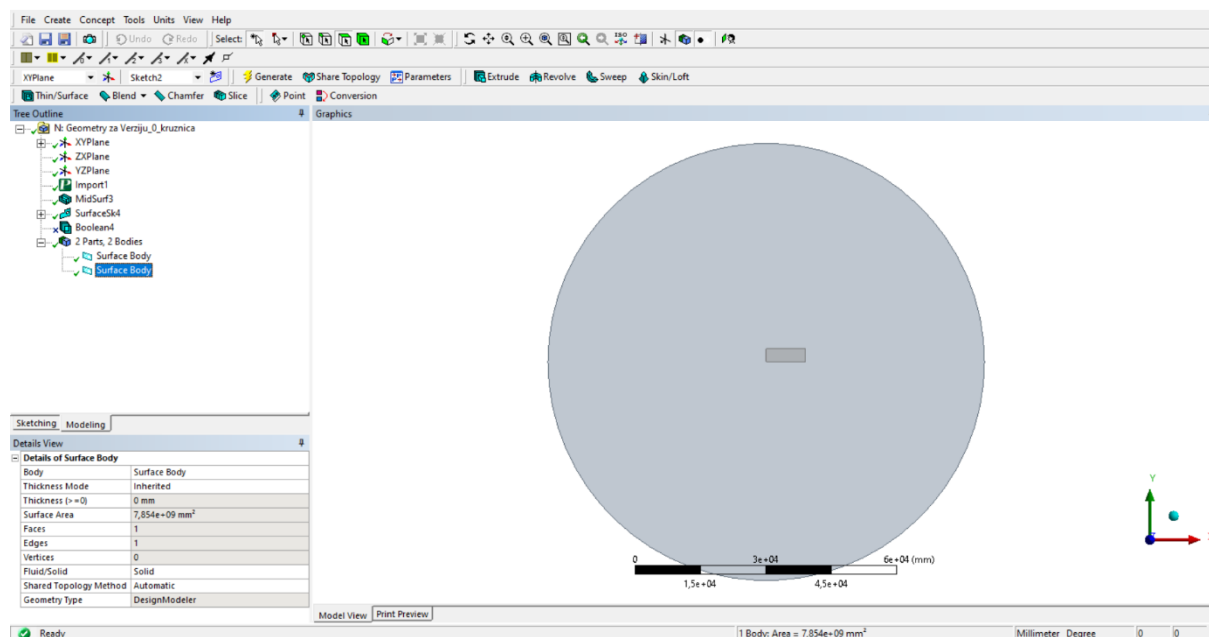 File Create Concept Tools Units View Help
Undo Redo Select:
XYPlane Sketch2 Generate Share Topology Parameters Extrude Revolve Sweep Skin/Loft
Thin/Surface Blend Chamfer Slice Point Conversion
Tree Outline
N: Geometry za Verziju_0_kruznica
XYPlane
ZXPlane
YZPlane
Import1
MidSurf3
SurfaceSk4
Boolean4
2 Parts, 2 Bodies
Surface Body
Surface Body
Sketching Modeling
Details View
Details of Surface Body
Body Surface Body
Thickness Mode Inherited
Thickness (>=0) 0 mm
Surface Area 7,854e+09 mm²
Faces 1
Edges 1
Vertices 0
Fluid/Solid Solid
Shared Topology Method Automatic
Geometry Type DesignModeler
Graphics
Y
0 3e+04 6e+04 (mm)
1,5e+04 4,5e+04
Model View Print Preview
Ready 1 Body: Area = 7,854e+09 mm² Millimeter Degree 0 0